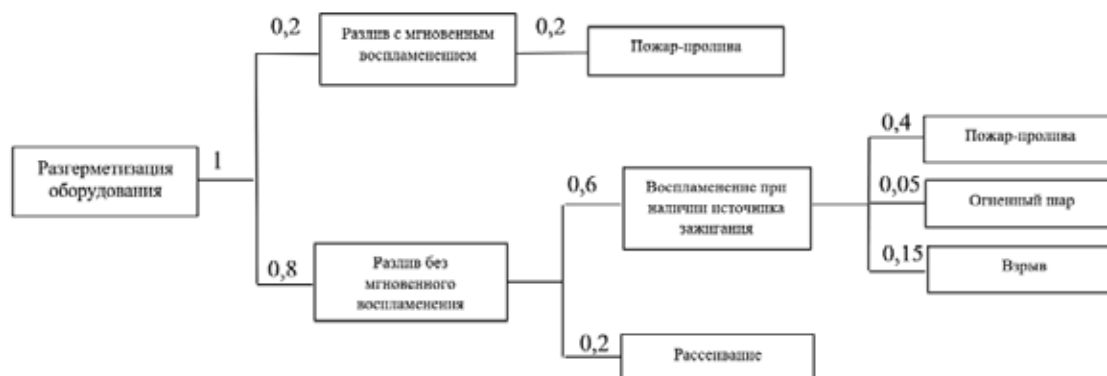 0,2
Разлив с мгновенным
воспламенением
0,2
Пожар-пролива
Разгерметизация
оборудования
1
0,8
Разлив без
мгновенного
воспламенения
0,6
Воспламенение при
наличии источника
зажигания
0,4
Пожар-пролива
0,05
Огненный шар
0,15
Взрыв
0,2
Рассеивание